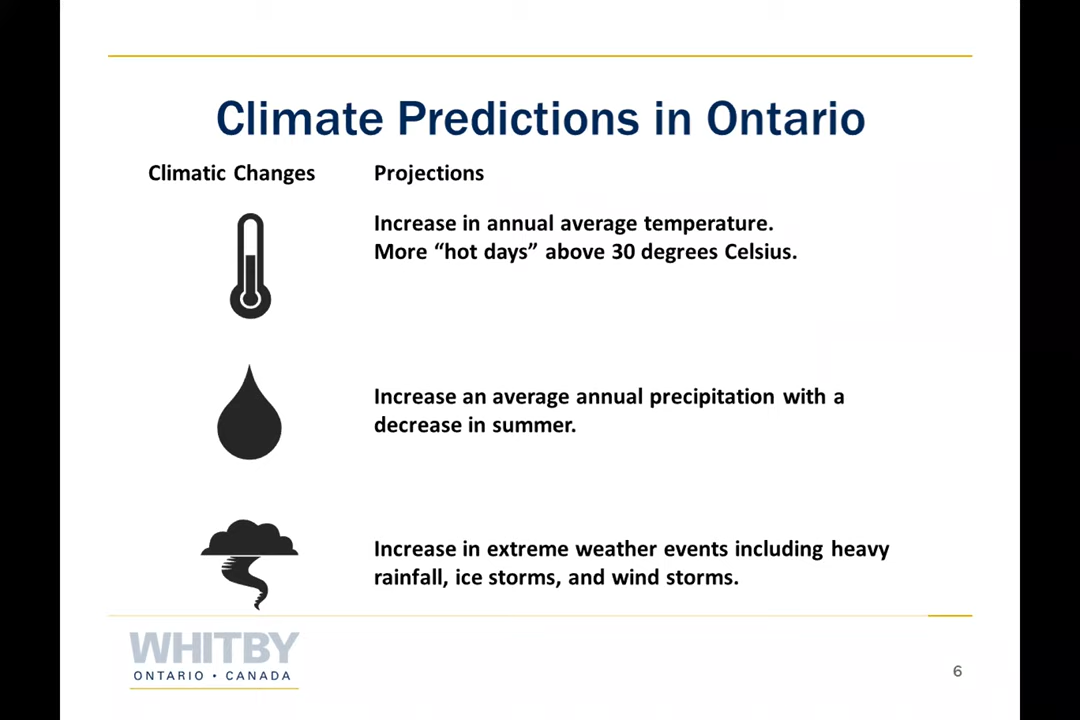 Climate Predictions in Ontario
Climatic Changes
Projections
Increase in annual average temperature.
More “hot days” above 30 degrees Celsius.
Increase an average annual precipitation with a
decrease in summer.
Increase in extreme weather events including heavy
rainfall, ice storms, and wind storms.
WHITBY
ONTARIO • CANADA
6